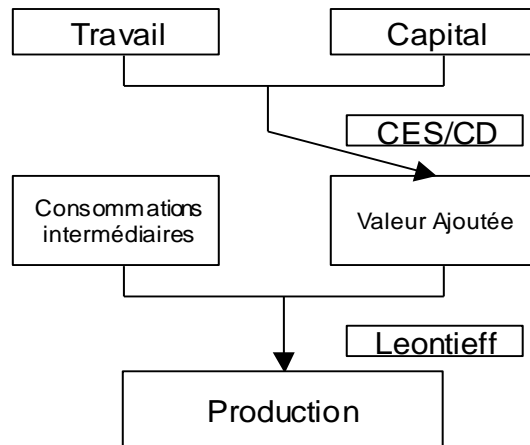 Travail
Capital
CES/CD
Consommations
intermédiaires
Valeur Ajoutée
Leontieff
Production